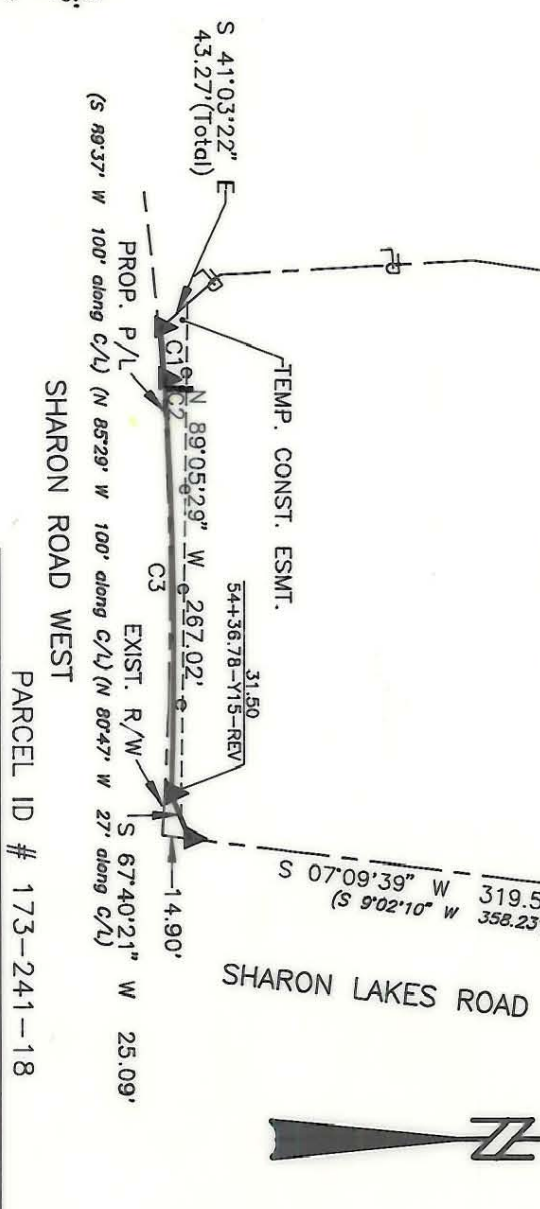 S 41°03'22" E
43.27'(Total)
TEMP. CONST. ESMT.
C1
C2
N 89°05'29" W 267.02'
C3
PROP. P/L
EXIST. R/W
31.50
54+36.78-Y15-REV
S 67°40'21" W 25.09'
14.90'
(S 89°37' W 100' along C/L) (N 85°29' W 100' along C/L) (N 80°47' W 27' along C/L)
SHARON ROAD WEST
PARCEL ID # 173-241-18
S 07°09'39" W 319.5
(S 9°02'10" W 358.23'
SHARON LAKES ROAD
e e e e
N